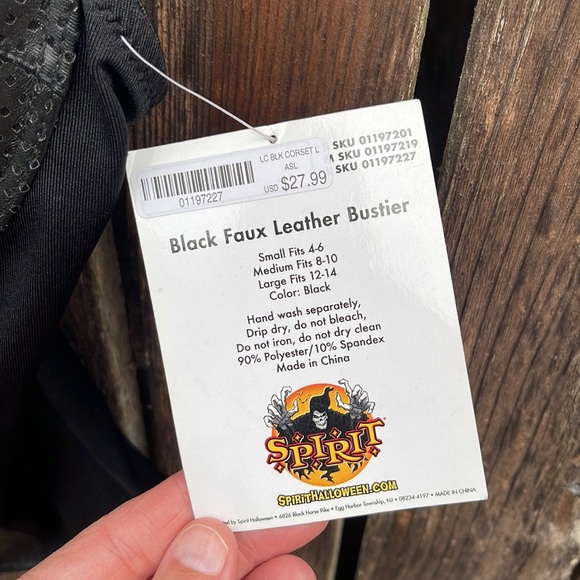 LC BLK CORSET L
ASL
USD $27.99
01197227
SKU 01197201
M SKU 01197219
SKU 01197227
Black Faux Leather Bustier
Small Fits 4-6
Medium Fits 8-10
Large Fits 12-14
Color: Black
Hand wash separately,
Drip dry, do not bleach,
Do not iron, do not dry clean
90% Polyester/10% Spandex
Made in China
SPIRIT
SPIRITHALLOWEEN.COM
by Spirit Halloween • 6826 Black Horse Pike • Egg Harbor Township, NJ • 08234-4197 • MADE IN CHINA